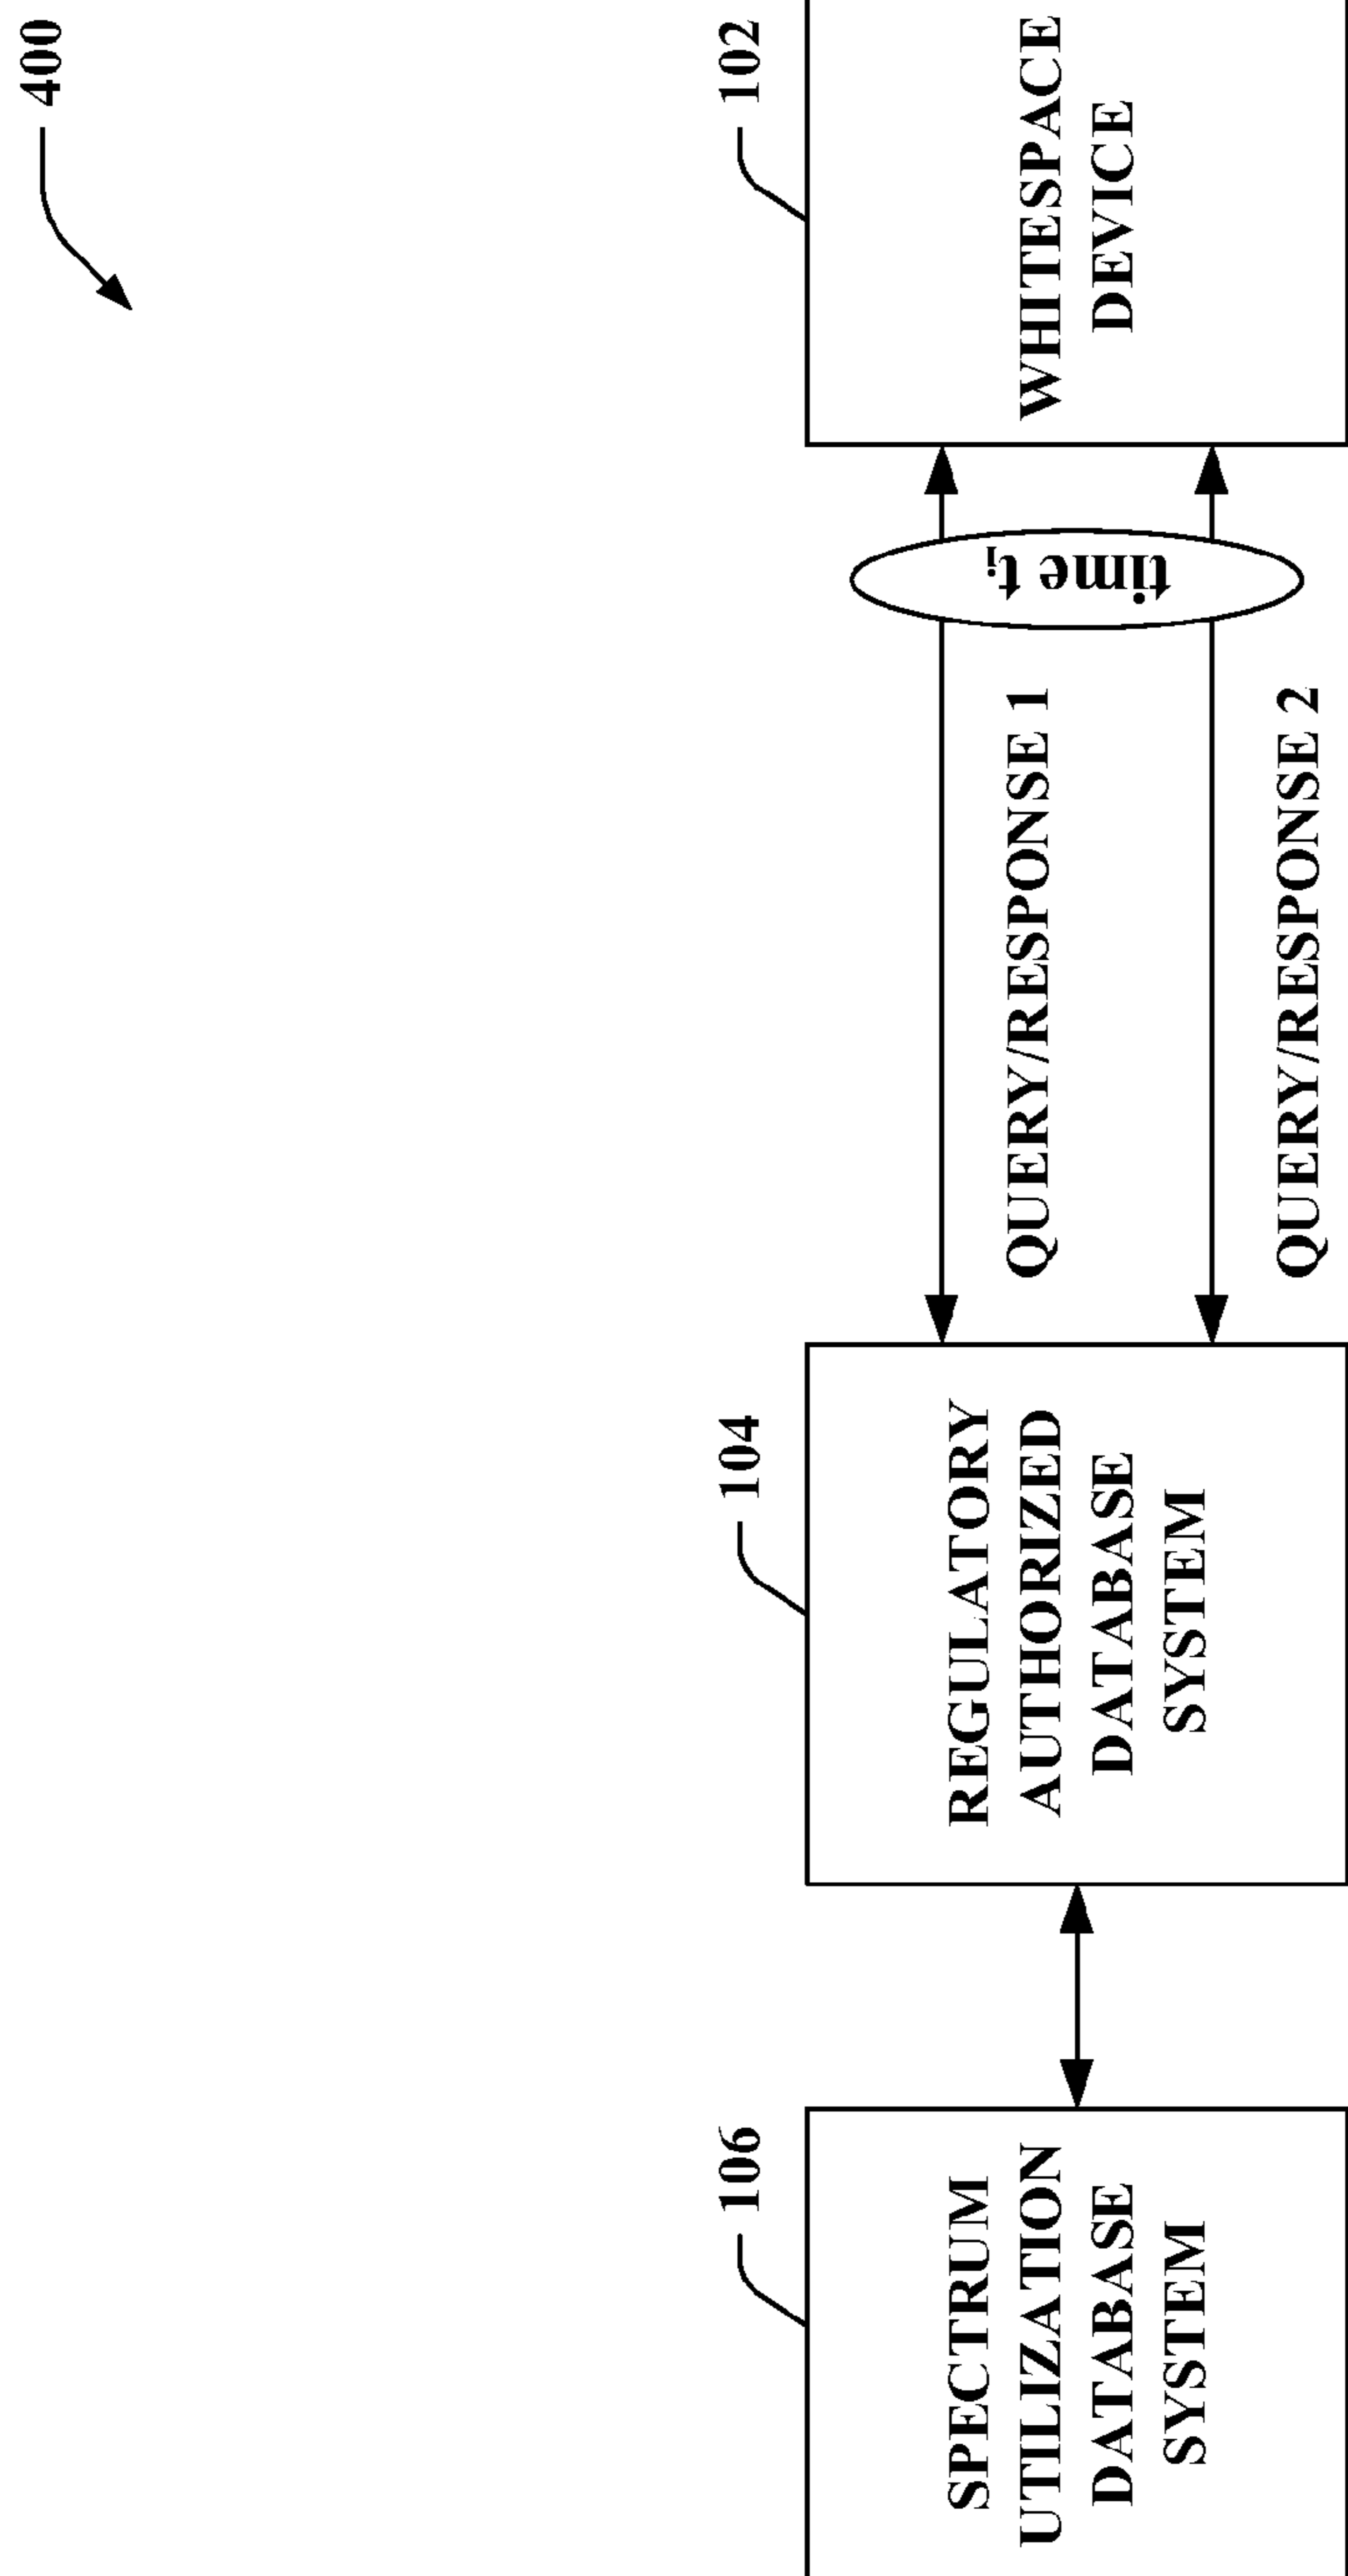 400
106
SPECTRUM
UTILIZATION
DATABASE
SYSTEM
104
REGULATORY
AUTHORIZED
DATABASE
SYSTEM
QUERY/RESPONSE 1
QUERY/RESPONSE 2
time ti
102
WHITESPACE
DEVICE